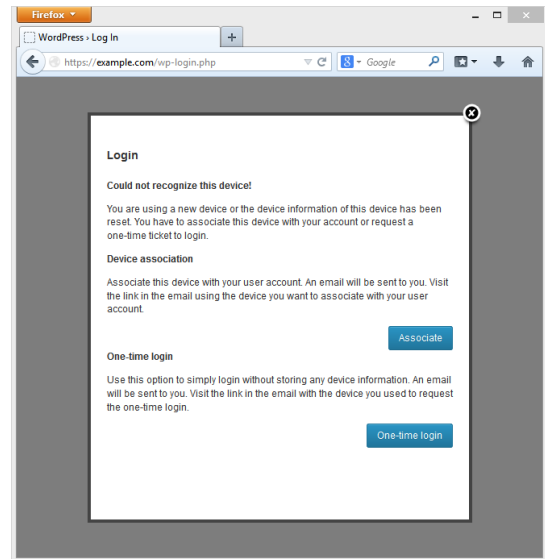 Firefox
WordPress › Log In
https://example.com/wp-login.php
Google
Login
Could not recognize this device!
You are using a new device or the device information of this device has been
reset. You have to associate this device with your account or request a
one-time ticket to login.
Device association
Associate this device with your user account. An email will be sent to you. Visit
the link in the email using the device you want to associate with your user
account.
Associate
One-time login
Use this option to simply login without storing any device information. An email
will be sent to you. Visit the link in the email with the device you used to request
the one-time login.
One-time login